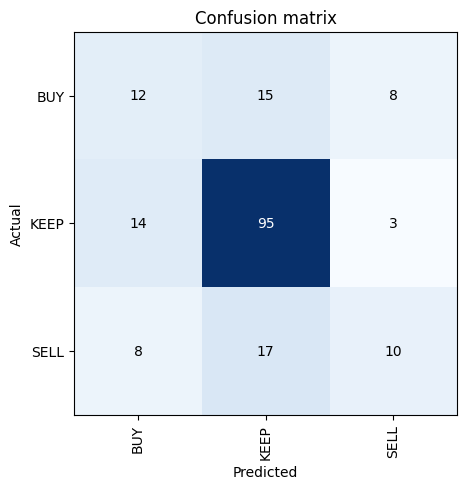 Confusion matrix
Actual
BUY 12 15 8
KEEP 14 95 3
SELL 8 17 10
BUY KEEP SELL
Predicted